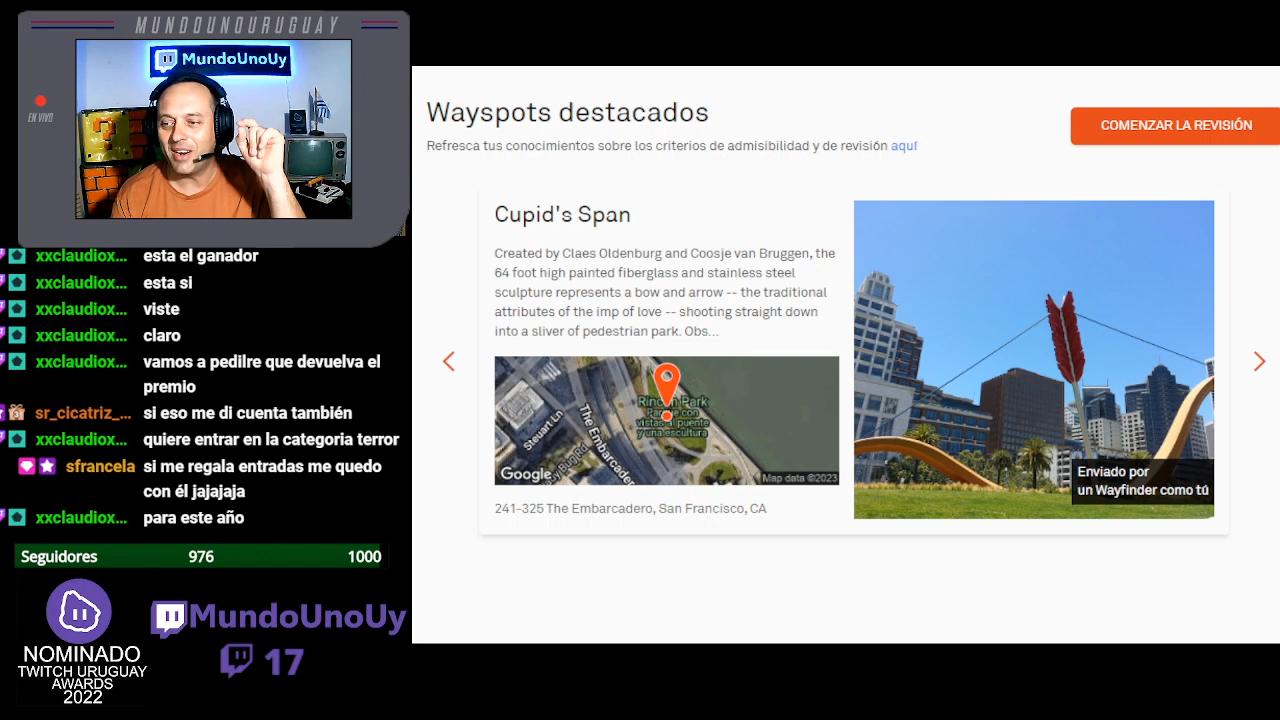 MUNDOUNOURUGUAY
MundoUnoUy
EN VIVO
xxclaudiox... esta el ganador
xxclaudiox... esta si
xxclaudiox... viste
xxclaudiox... claro
xxclaudiox... vamos a pedilre que devuelva el
premio
sr_cicatriz_... si eso me di cuenta también
xxclaudiox... quiere entrar en la categoria terror
sfrancela si me regala entradas me quedo
con él jajajaja
xxclaudiox... para este año
Seguidores 976 1000
NOMINADO
TWITCH URUGUAY
AWARDS
2022
MundoUnoUy
17
Wayspots destacados
COMENZAR LA REVISIÓN
Refresca tus conocimientos sobre los criterios de admisibilidad y de revisión aquí
Cupid's Span
Created by Claes Oldenburg and Coosje van Bruggen, the
64 foot high painted fiberglass and stainless steel
sculpture represents a bow and arrow -- the traditional
attributes of the imp of love -- shooting straight down
into a sliver of pedestrian park. Obs...
Rincon Park
Parque con
vistas al puente
y una escultura
Steuart Ln
The Embarcadero
Google
Map data ©2023
241-325 The Embarcadero, San Francisco, CA
Enviado por
un Wayfinder como tú